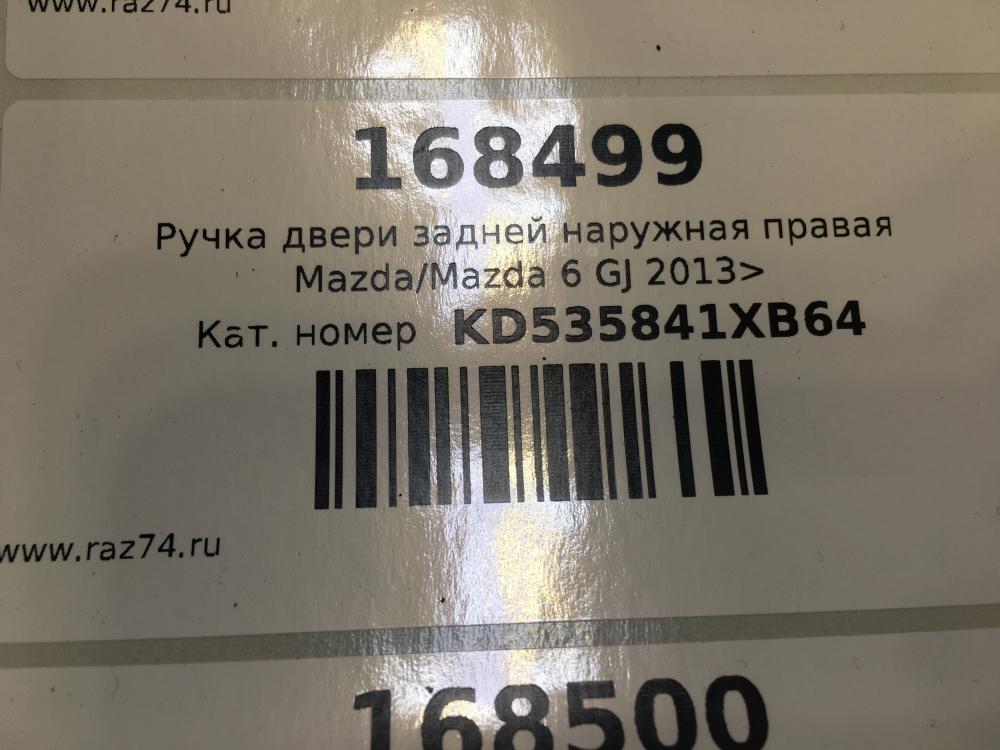 www.raz74.ru
168499
Ручка двери задней наружная правая
Mazda/Mazda 6 GJ 2013>
Кат. номер KD535841XB64
www.raz74.ru
168500